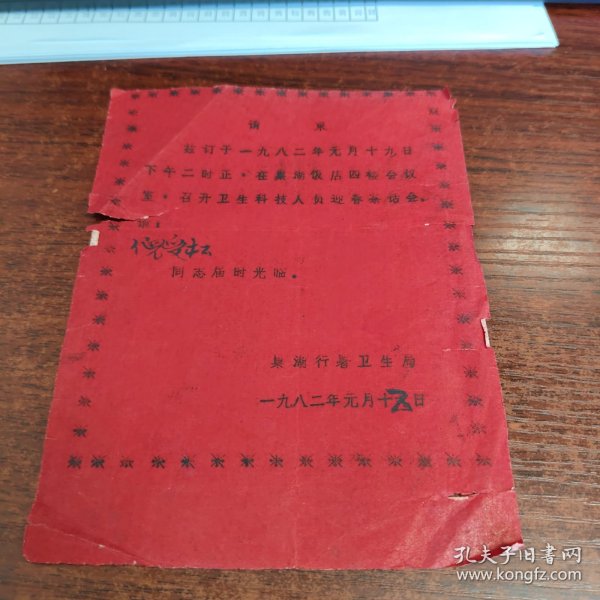 请柬
兹订于一九八二年元月十九日
下午二时正。在巢湖饭店四楼会议
室。召开卫生科技人员迎春茶话会。
请：
同志届时光临。
巢湖行署卫生局
一九八二年元月十六日
孔夫子旧书网
www.kongfz.com